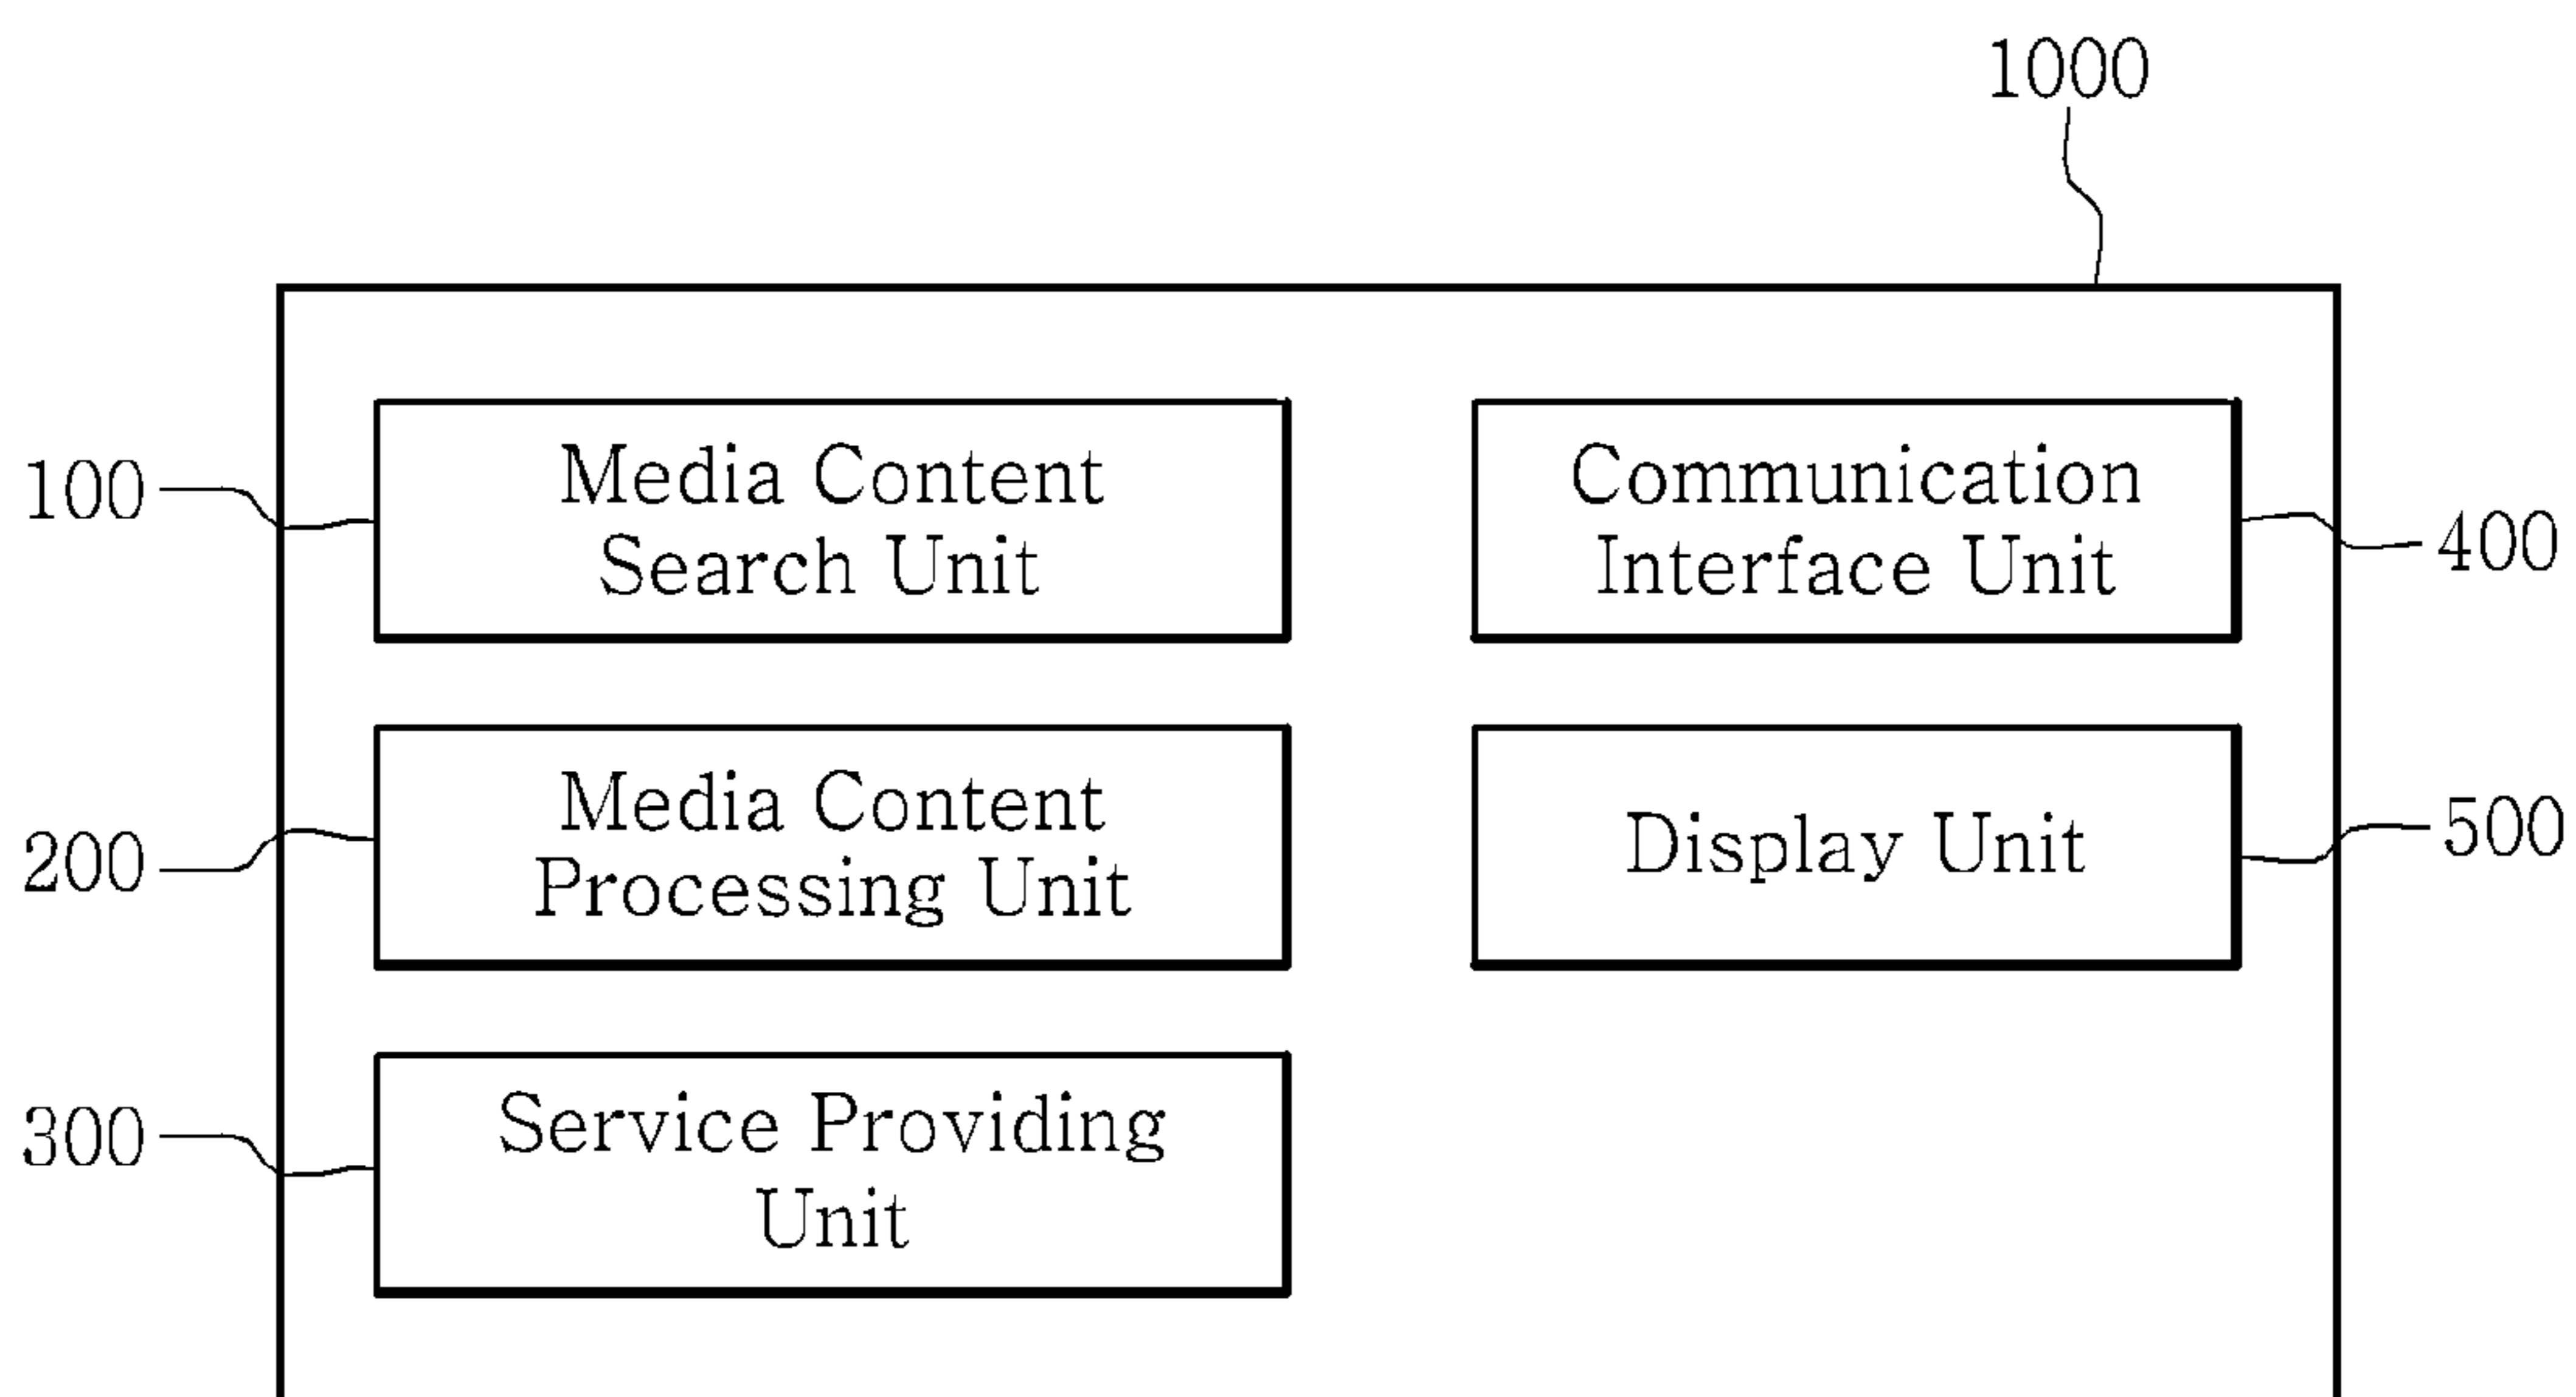 1000
100
Media Content
Search Unit
Communication
Interface Unit
400
200
Media Content
Processing Unit
Display Unit
500
300
Service Providing
Unit